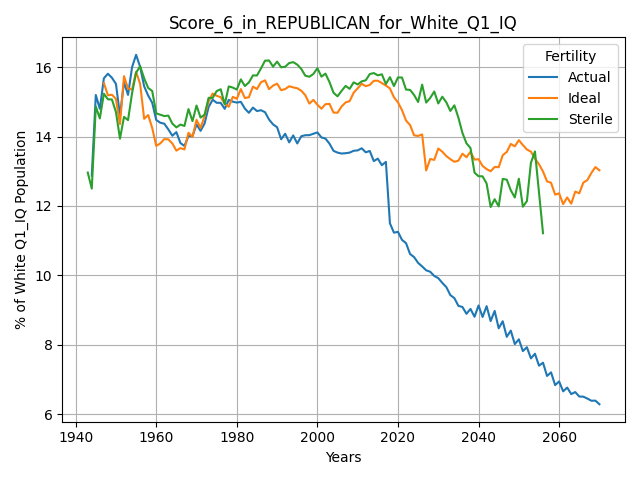 Score_6_in_REPUBLICAN_for_White_Q1_IQ
% of White Q1_IQ Population
16
14
12
10
8
6
Fertility
Actual
Ideal
Sterile
1940
1960
1980
2000
2020
2040
2060
Years